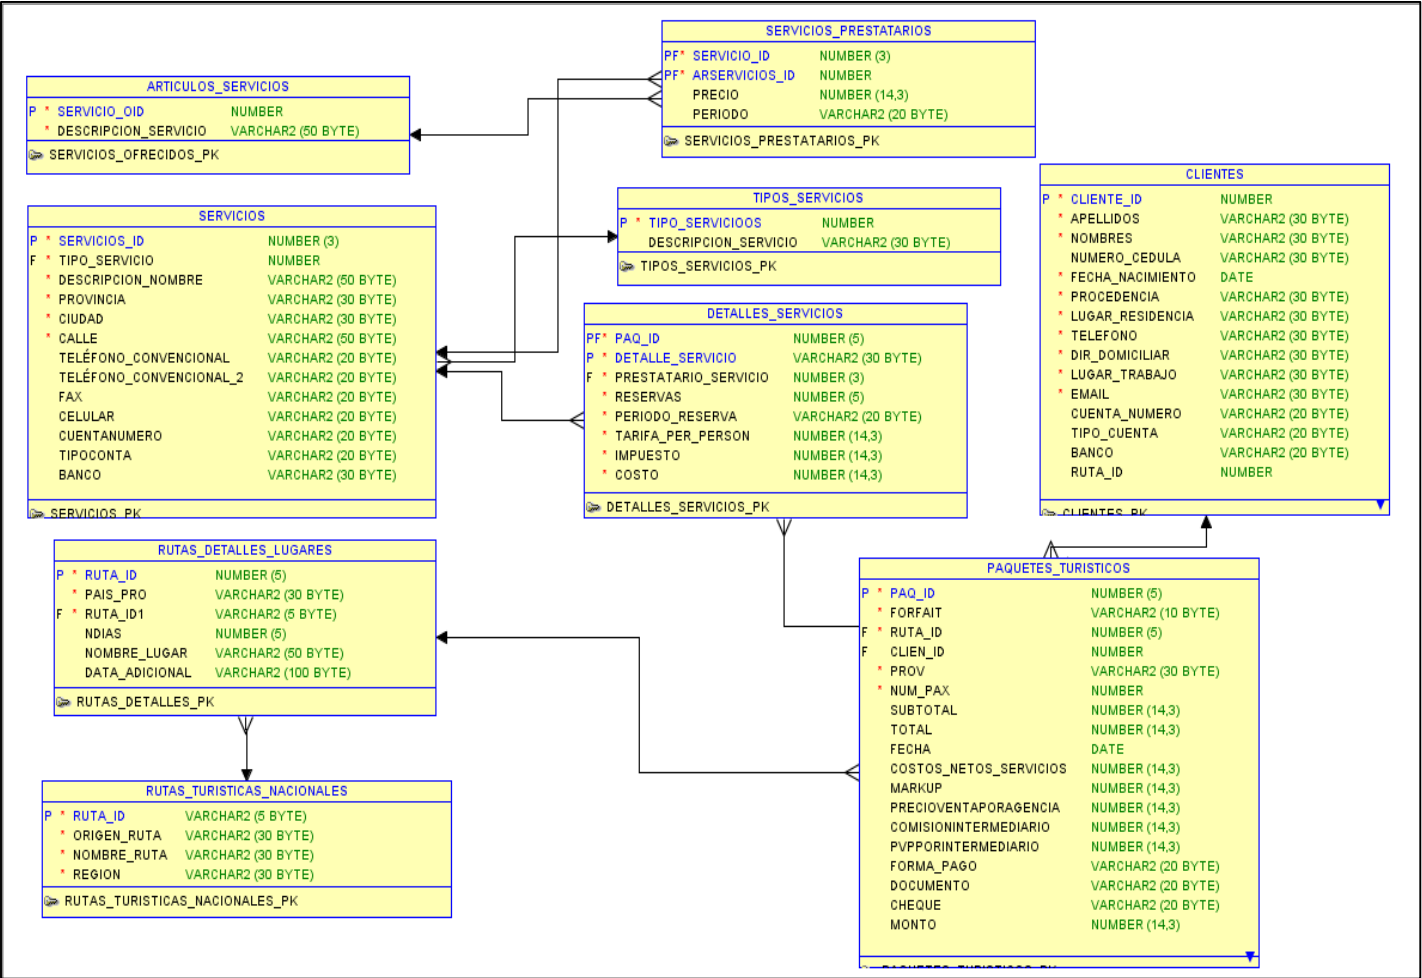 SERVICIOS_PRESTATARIOS
PF* SERVICIO_ID NUMBER (3)
PF* ARSERVICIOS_ID NUMBER
PRECIO NUMBER (14,3)
PERIODO VARCHAR2 (20 BYTE)
SERVICIOS_PRESTATARIOS_PK
ARTICULOS_SERVICIOS
P * SERVICIO_OID NUMBER
* DESCRIPCION_SERVICIO VARCHAR2 (50 BYTE)
SERVICIOS_OFRECIDOS_PK
CLIENTES
P * CLIENTE_ID NUMBER
* APELLIDOS VARCHAR2 (30 BYTE)
* NOMBRES VARCHAR2 (30 BYTE)
NUMERO_CEDULA VARCHAR2 (30 BYTE)
* FECHA_NACIMIENTO DATE
* PROCEDENCIA VARCHAR2 (30 BYTE)
* LUGAR_RESIDENCIA VARCHAR2 (30 BYTE)
* TELEFONO VARCHAR2 (30 BYTE)
* DIR_DOMICILIAR VARCHAR2 (30 BYTE)
* LUGAR_TRABAJO VARCHAR2 (30 BYTE)
* EMAIL VARCHAR2 (30 BYTE)
CUENTA_NUMERO VARCHAR2 (20 BYTE)
TIPO_CUENTA VARCHAR2 (20 BYTE)
BANCO VARCHAR2 (20 BYTE)
RUTA_ID NUMBER
CLIENTES_PK
TIPOS_SERVICIOS
P * TIPO_SERVICIOOS NUMBER
DESCRIPCION_SERVICIO VARCHAR2 (30 BYTE)
TIPOS_SERVICIOS_PK
SERVICIOS
P * SERVICIOS_ID NUMBER (3)
F * TIPO_SERVICIO NUMBER
* DESCRIPCION_NOMBRE VARCHAR2 (50 BYTE)
* PROVINCIA VARCHAR2 (30 BYTE)
* CIUDAD VARCHAR2 (30 BYTE)
* CALLE VARCHAR2 (50 BYTE)
TELÉFONO_CONVENCIONAL VARCHAR2 (20 BYTE)
TELÉFONO_CONVENCIONAL_2 VARCHAR2 (20 BYTE)
FAX VARCHAR2 (20 BYTE)
CELULAR VARCHAR2 (20 BYTE)
CUENTANUMERO VARCHAR2 (20 BYTE)
TIPOCONTA VARCHAR2 (20 BYTE)
BANCO VARCHAR2 (30 BYTE)
SERVICIOS_PK
DETALLES_SERVICIOS
PF* PAQ_ID NUMBER (5)
P * DETALLE_SERVICIO VARCHAR2 (30 BYTE)
F * PRESTATARIO_SERVICIO NUMBER (3)
* RESERVAS NUMBER (5)
* PERIODO_RESERVA VARCHAR2 (20 BYTE)
* TARIFA_PER_PERSON NUMBER (14,3)
* IMPUESTO NUMBER (14,3)
* COSTO NUMBER (14,3)
DETALLES_SERVICIOS_PK
RUTAS_DETALLES_LUGARES
P * RUTA_ID NUMBER (5)
* PAIS_PRO VARCHAR2 (30 BYTE)
F * RUTA_ID1 VARCHAR2 (5 BYTE)
NDIAS NUMBER (5)
NOMBRE_LUGAR VARCHAR2 (50 BYTE)
DATA_ADICIONAL VARCHAR2 (100 BYTE)
RUTAS_DETALLES_PK
PAQUETES_TURISTICOS
P * PAQ_ID NUMBER (5)
* FORFAIT VARCHAR2 (10 BYTE)
F * RUTA_ID NUMBER (5)
F CLIEN_ID NUMBER
* PROV VARCHAR2 (30 BYTE)
* NUM_PAX NUMBER
SUBTOTAL NUMBER (14,3)
TOTAL NUMBER (14,3)
FECHA DATE
COSTOS_NETOS_SERVICIOS NUMBER (14,3)
MARKUP NUMBER (14,3)
PRECIOVENTAPORAGENCIA NUMBER (14,3)
COMISIONINTERMEDIARIO NUMBER (14,3)
PVPPORINTERMEDIARIO NUMBER (14,3)
FORMA_PAGO VARCHAR2 (20 BYTE)
DOCUMENTO VARCHAR2 (20 BYTE)
CHEQUE VARCHAR2 (20 BYTE)
MONTO NUMBER (14,3)
PAQUETES_TURISTICOS_PK
RUTAS_TURISTICAS_NACIONALES
P * RUTA_ID VARCHAR2 (5 BYTE)
* ORIGEN_RUTA VARCHAR2 (30 BYTE)
* NOMBRE_RUTA VARCHAR2 (30 BYTE)
* REGION VARCHAR2 (30 BYTE)
RUTAS_TURISTICAS_NACIONALES_PK